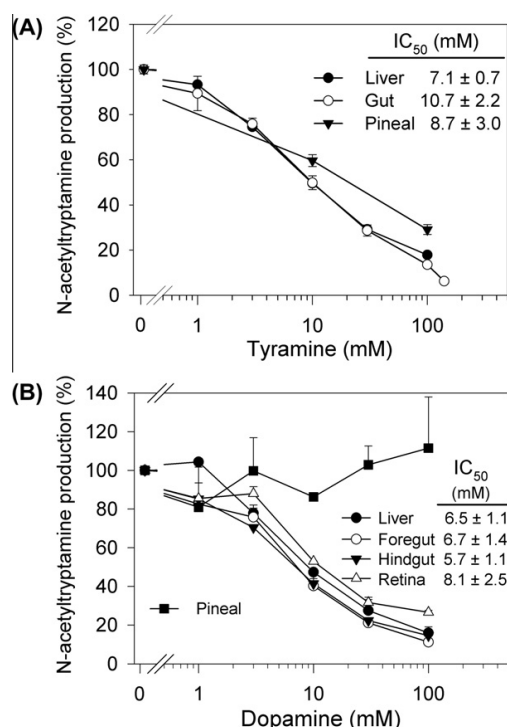 (A)
IC50 (mM)
Liver 7.1 ± 0.7
Gut 10.7 ± 2.2
Pineal 8.7 ± 3.0
N-acetyltryptamine production (%)
120
100
80
60
40
20
0
0 1 10 100
Tyramine (mM)
(B)
IC50
(mM)
Liver 6.5 ± 1.1
Foregut 6.7 ± 1.4
Hindgut 5.7 ± 1.1
Retina 8.1 ± 2.5
Pineal
N-acetyltryptamine production (%)
140
120
100
80
60
40
20
0
0 1 10 100
Dopamine (mM)